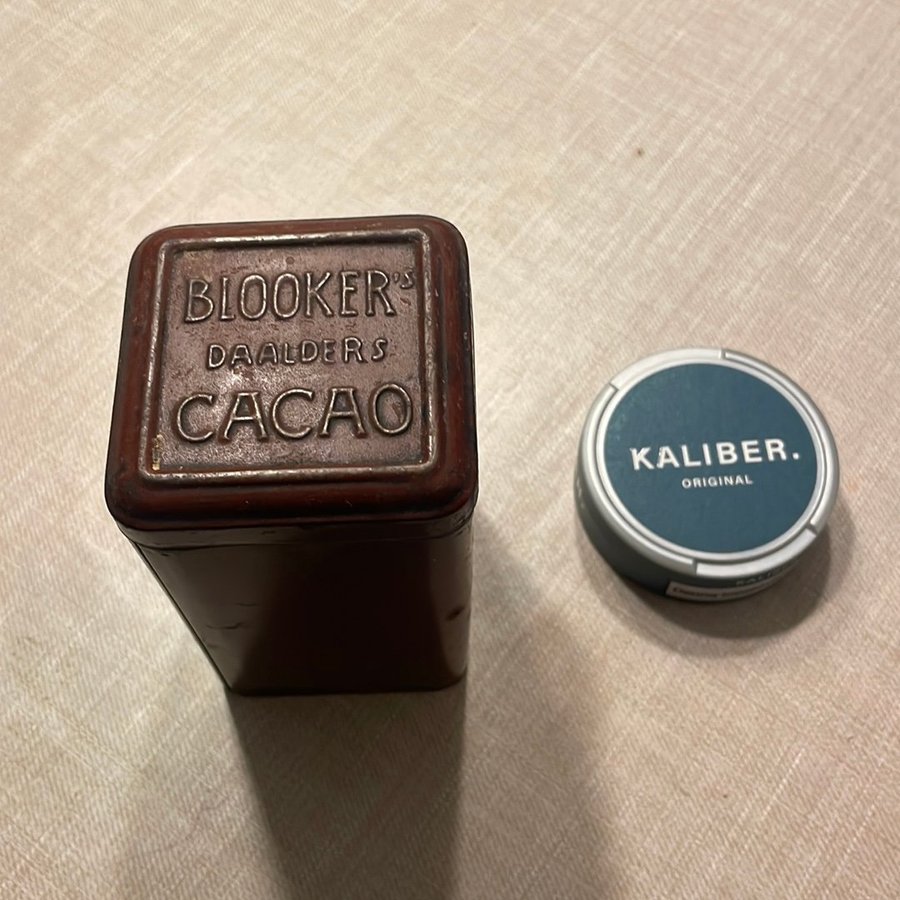 BLOOKER'S
DAALDERS
CACAO
KALIBER.
ORIGINAL